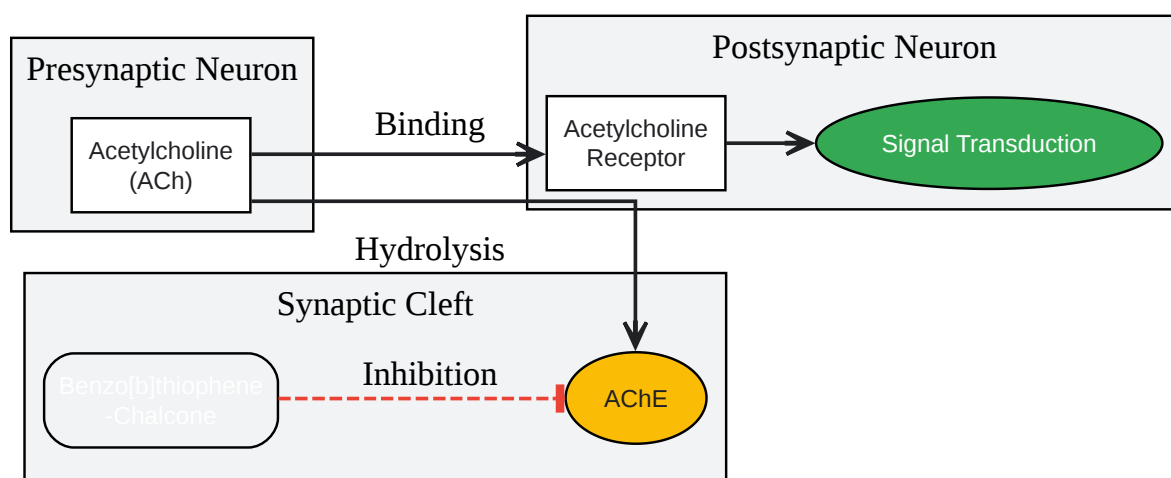 Presynaptic Neuron
Acetylcholine
(ACh)
Binding
Postsynaptic Neuron
Acetylcholine
Receptor
Signal Transduction
Hydrolysis
Synaptic Cleft
Benzo[b]thiophene
-Chalcone
Inhibition
AChE